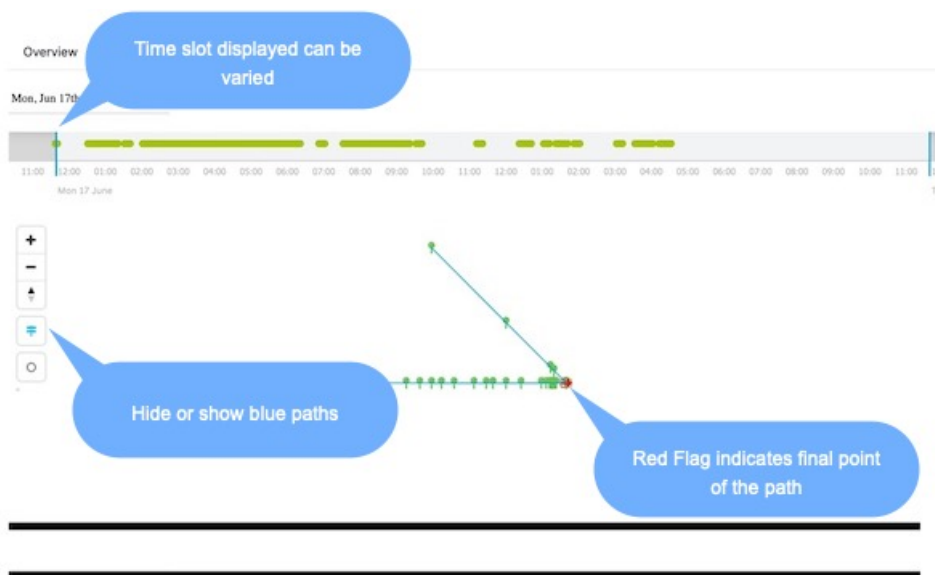 Time slot displayed can be
varied
Overview
Mon, Jun 17th
11:00 12:00 01:00 02:00 03:00 04:00 05:00 06:00 07:00 08:00 09:00 10:00 11:00 12:00 01:00 02:00 03:00 04:00 05:00 06:00 07:00 08:00 09:00 10:00 11:00
Mon 17 June
Hide or show blue paths
Red Flag indicates final point
of the path